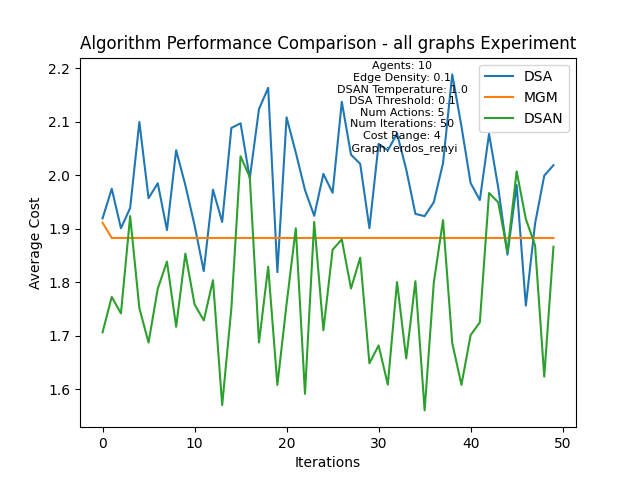 Algorithm Performance Comparison - all graphs Experiment
Agents: 10
Edge Density: 0.1
DSAN Temperature: 1.0
DSA Threshold: 0.1
Num Actions: 5
Num Iterations: 50
Cost Range: 4
Graph: erdos_renyi
DSA
MGM
DSAN
Average Cost
2.2
2.1
2.0
1.9
1.8
1.7
1.6
0 10 20 30 40 50
Iterations